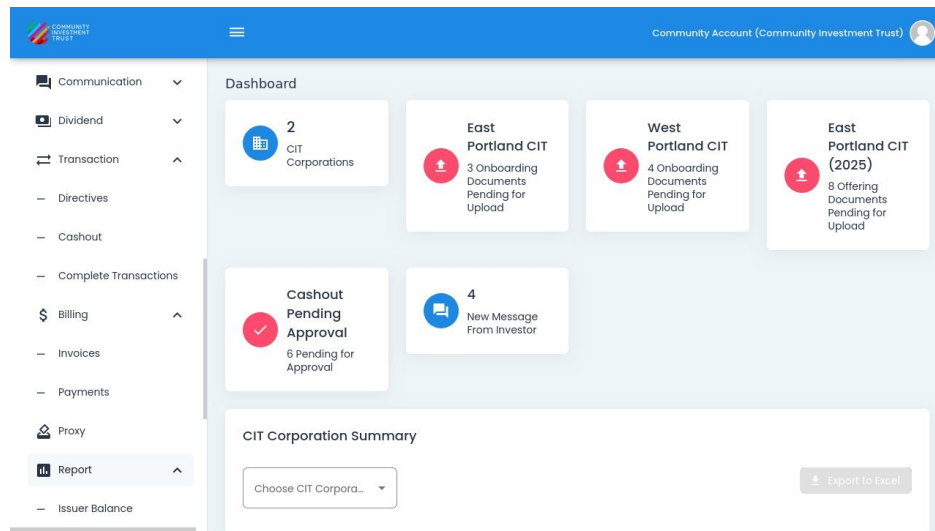 COMMUNITY
INVESTMENT
TRUST
Community Account (Community Investment Trust)
Communication
Dividend
Transaction
Directives
Cashout
Complete Transactions
Billing
Invoices
Payments
Proxy
Report
Issuer Balance
Dashboard
2
CIT
Corporations
East
Portland CIT
3 Onboarding
Documents
Pending for
Upload
West
Portland CIT
4 Onboarding
Documents
Pending for
Upload
East
Portland CIT
(2025)
8 Offering
Documents
Pending for
Upload
Cashout
Pending
Approval
6 Pending for
Approval
4
New Message
From Investor
CIT Corporation Summary
Choose CIT Corpora...
Export to Excel